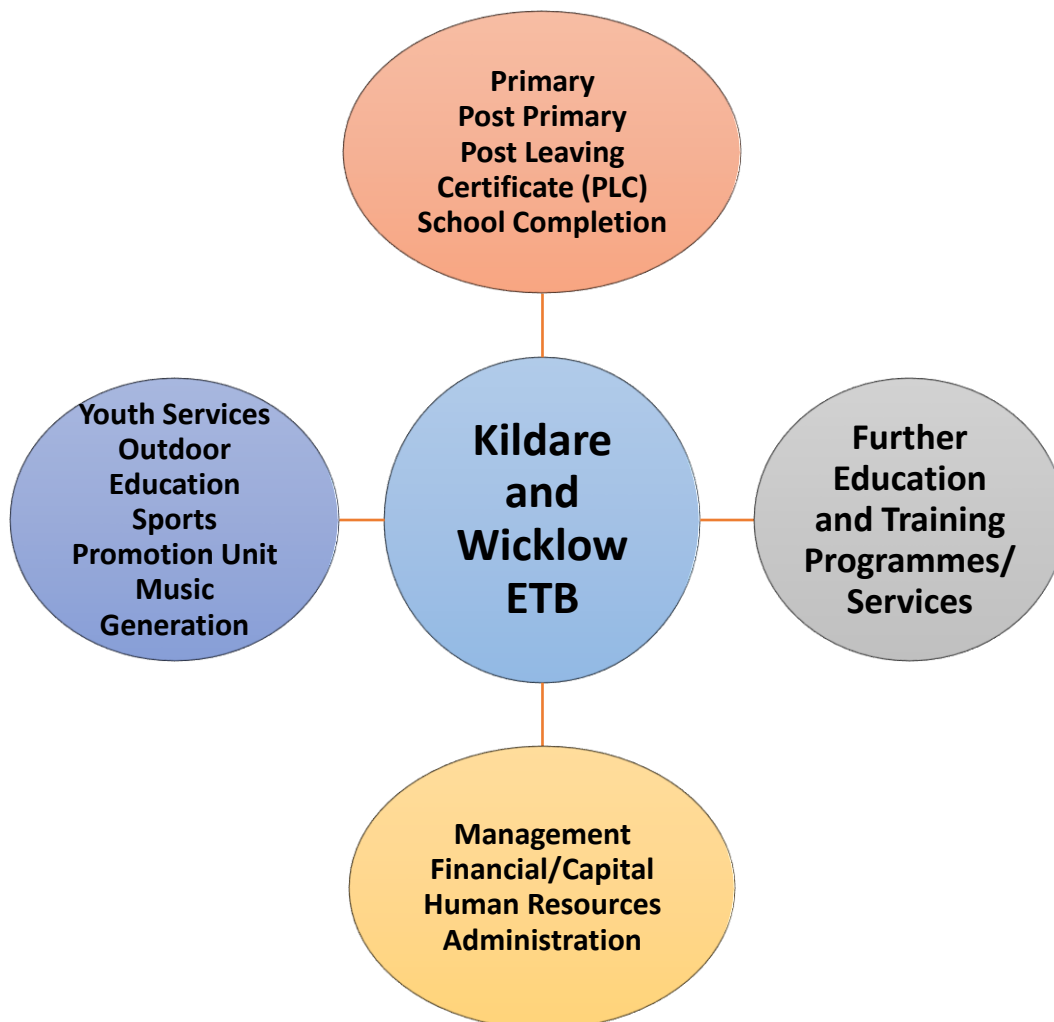 Primary
Post Primary
Post Leaving
Certificate (PLC)
School Completion
Youth Services
Outdoor
Education
Sports
Promotion Unit
Music
Generation
Kildare
and
Wicklow
ETB
Further
Education
and Training
Programmes/
Services
Management
Financial/Capital
Human Resources
Administration